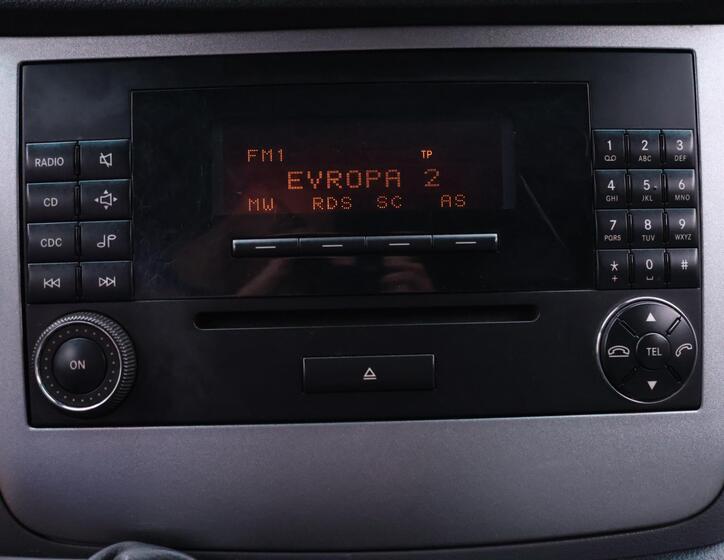 FM1 TP
EVROPA 2
MW RDS SC AS
RADIO
CD
CDC
ON
1 2 ABC 3 DEF
4 GHI 5 JKL 6 MNO
7 PQRS 8 TUV 9 WXYZ
* + 0 #
TEL